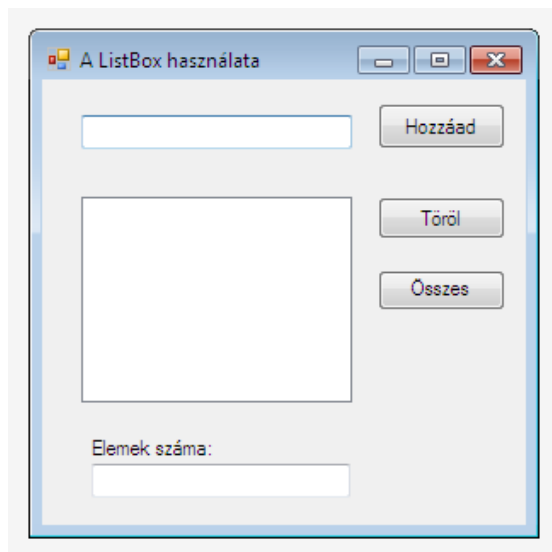 A ListBox használata
Hozzáad
Töröl
Összes
Elemek száma: